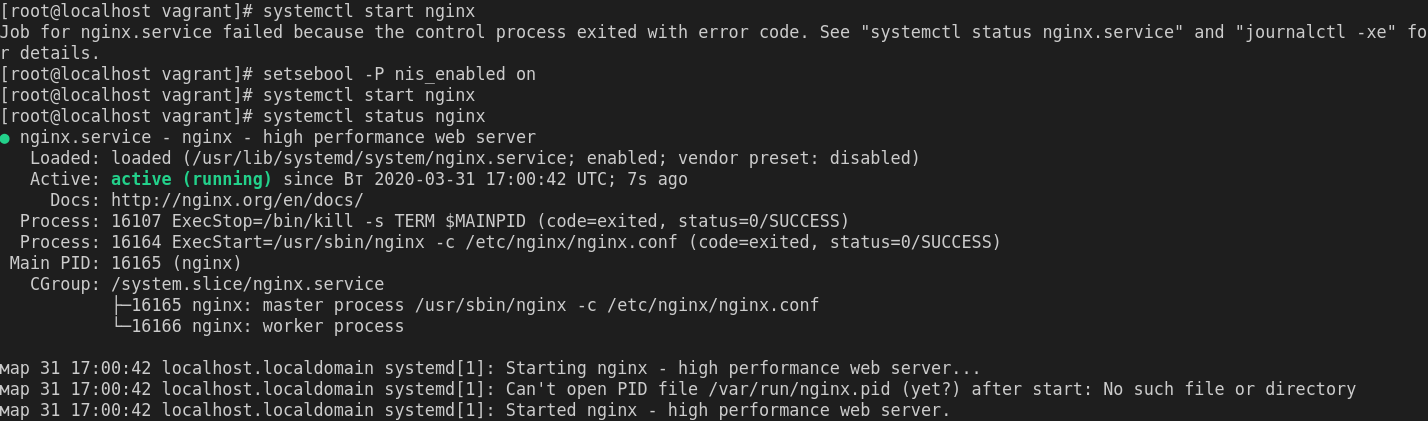 [root@localhost vagrant]# systemctl start nginx
Job for nginx.service failed because the control process exited with error code. See "systemctl status nginx.service" and "journalctl -xe" fo
r details.
[root@localhost vagrant]# setsebool -P nis_enabled on
[root@localhost vagrant]# systemctl start nginx
[root@localhost vagrant]# systemctl status nginx
● nginx.service - nginx - high performance web server
   Loaded: loaded (/usr/lib/systemd/system/nginx.service; enabled; vendor preset: disabled)
   Active: active (running) since Вт 2020-03-31 17:00:42 UTC; 7s ago
     Docs: http://nginx.org/en/docs/
  Process: 16107 ExecStop=/bin/kill -s TERM $MAINPID (code=exited, status=0/SUCCESS)
  Process: 16164 ExecStart=/usr/sbin/nginx -c /etc/nginx/nginx.conf (code=exited, status=0/SUCCESS)
 Main PID: 16165 (nginx)
   CGroup: /system.slice/nginx.service
           ├─16165 nginx: master process /usr/sbin/nginx -c /etc/nginx/nginx.conf
           └─16166 nginx: worker process
мар 31 17:00:42 localhost.localdomain systemd[1]: Starting nginx - high performance web server...
мар 31 17:00:42 localhost.localdomain systemd[1]: Can't open PID file /var/run/nginx.pid (yet?) after start: No such file or directory
мар 31 17:00:42 localhost.localdomain systemd[1]: Started nginx - high performance web server.